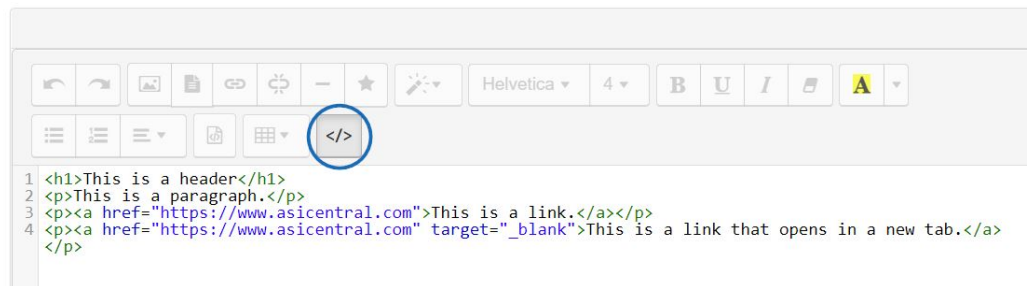 Helvetica 4 B U I A
</>
1 <h1>This is a header</h1>
2 <p>This is a paragraph.</p>
3 <p><a href="https://www.asicentral.com">This is a link.</a></p>
4 <p><a href="https://www.asicentral.com" target="_blank">This is a link that opens in a new tab.</a>
</p>